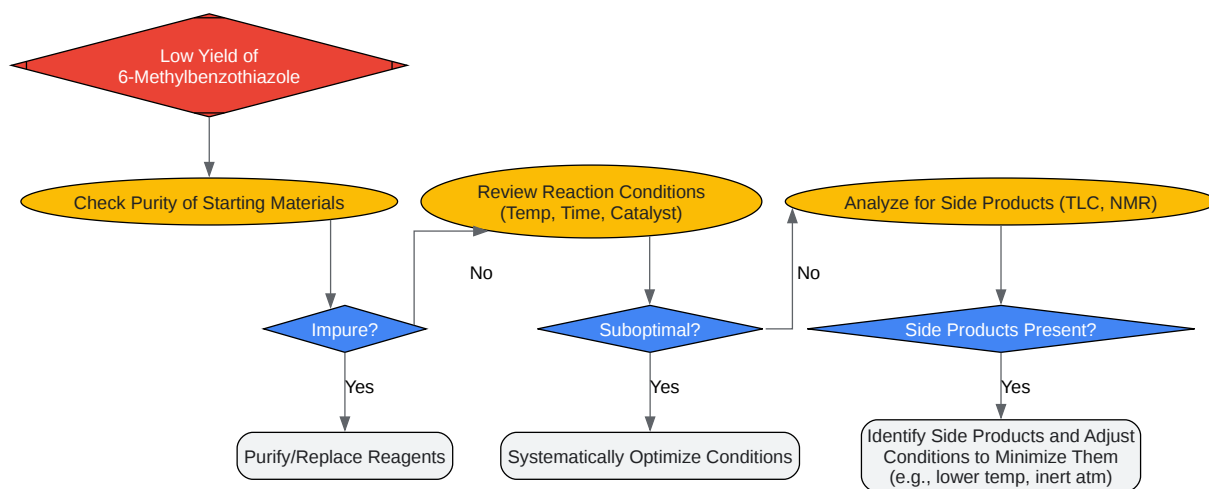 Low Yield of
6-Methylbenzothiazole
Check Purity of Starting Materials
Review Reaction Conditions
(Temp, Time, Catalyst)
Analyze for Side Products (TLC, NMR)
No
No
Impure?
Suboptimal?
Side Products Present?
Yes
Yes
Yes
Purify/Replace Reagents
Systematically Optimize Conditions
Identify Side Products and Adjust
Conditions to Minimize Them
(e.g., lower temp, inert atm)